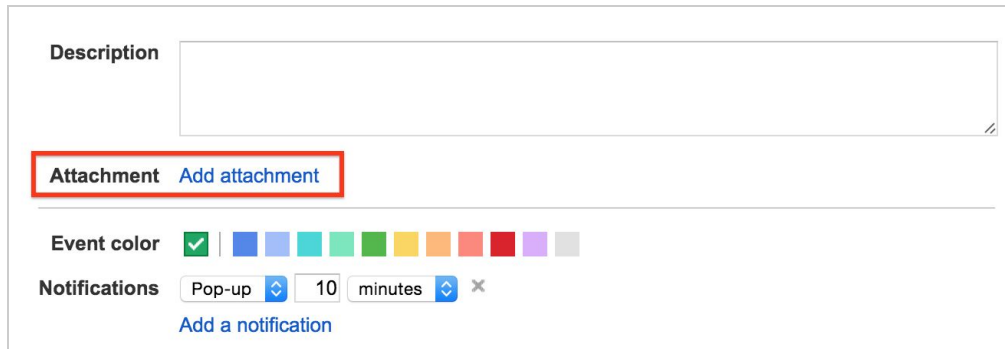 Description
Attachment Add attachment
Event color
Notifications Pop-up 10 minutes
Add a notification